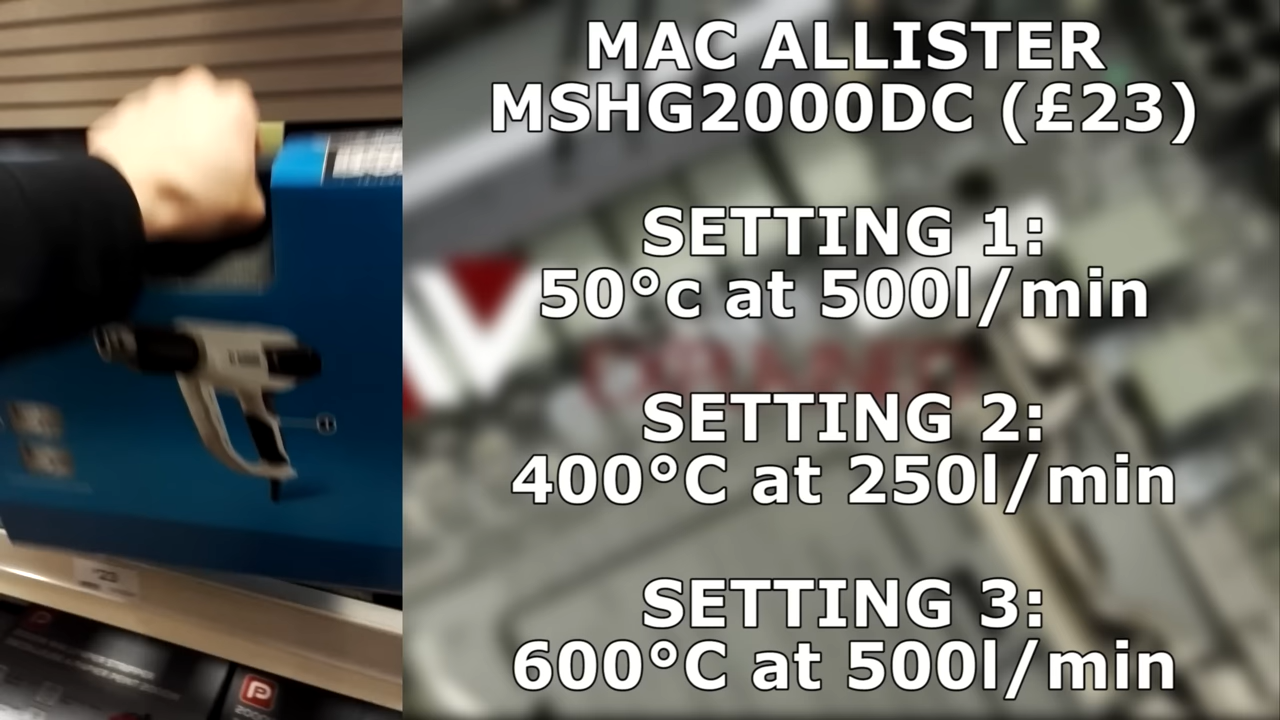 MAC ALLISTER
MSHG2000DC (£23)
SETTING 1:
50°c at 500l/min
SETTING 2:
400°C at 250l/min
SETTING 3:
600°C at 500l/min